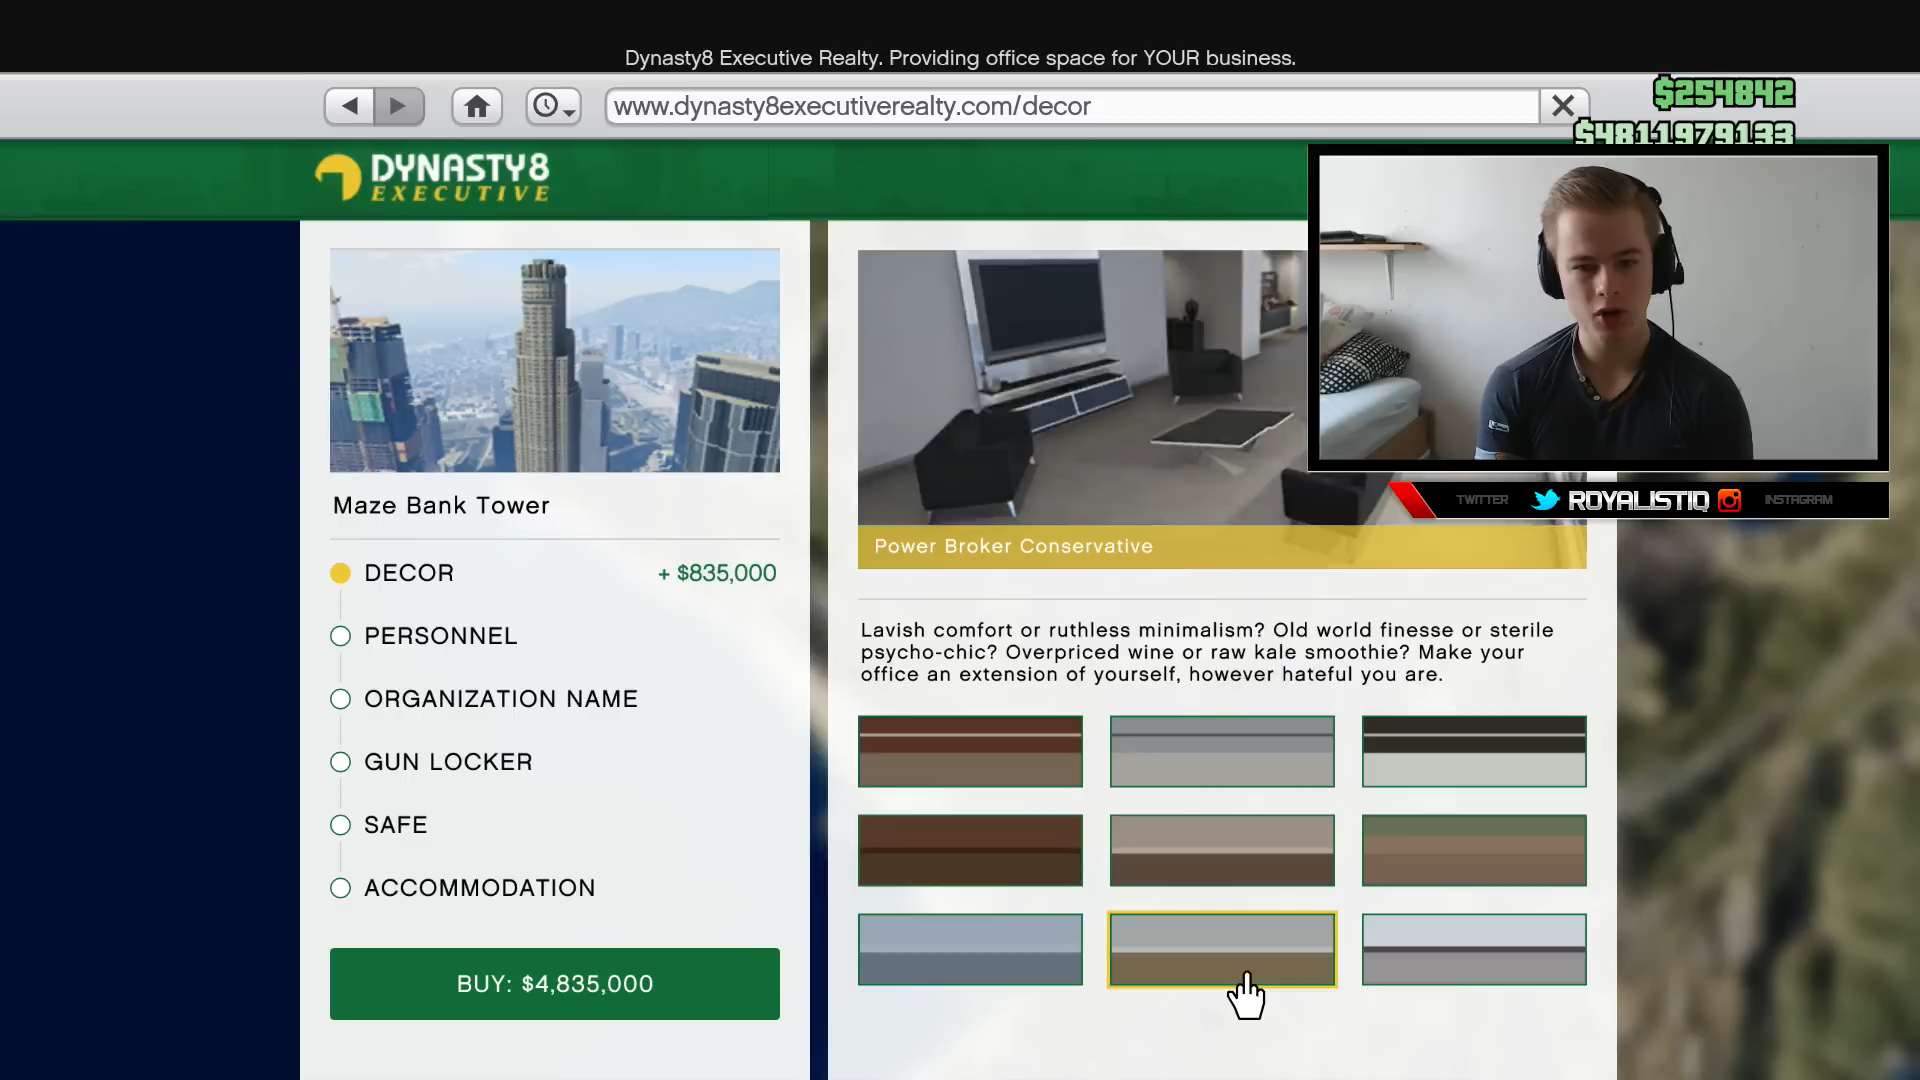 Dynasty8 Executive Realty. Providing office space for YOUR business.
www.dynasty8executiverealty.com/decor
$254842
$4811979133
DYNASTY8
EXECUTIVE
Maze Bank Tower
DECOR + $835,000
PERSONNEL
ORGANIZATION NAME
GUN LOCKER
SAFE
ACCOMMODATION
BUY: $4,835,000
TWITTER ROYALISTIQ INSTAGRAM
Power Broker Conservative
Lavish comfort or ruthless minimalism? Old world finesse or sterile
psycho-chic? Overpriced wine or raw kale smoothie? Make your
office an extension of yourself, however hateful you are.